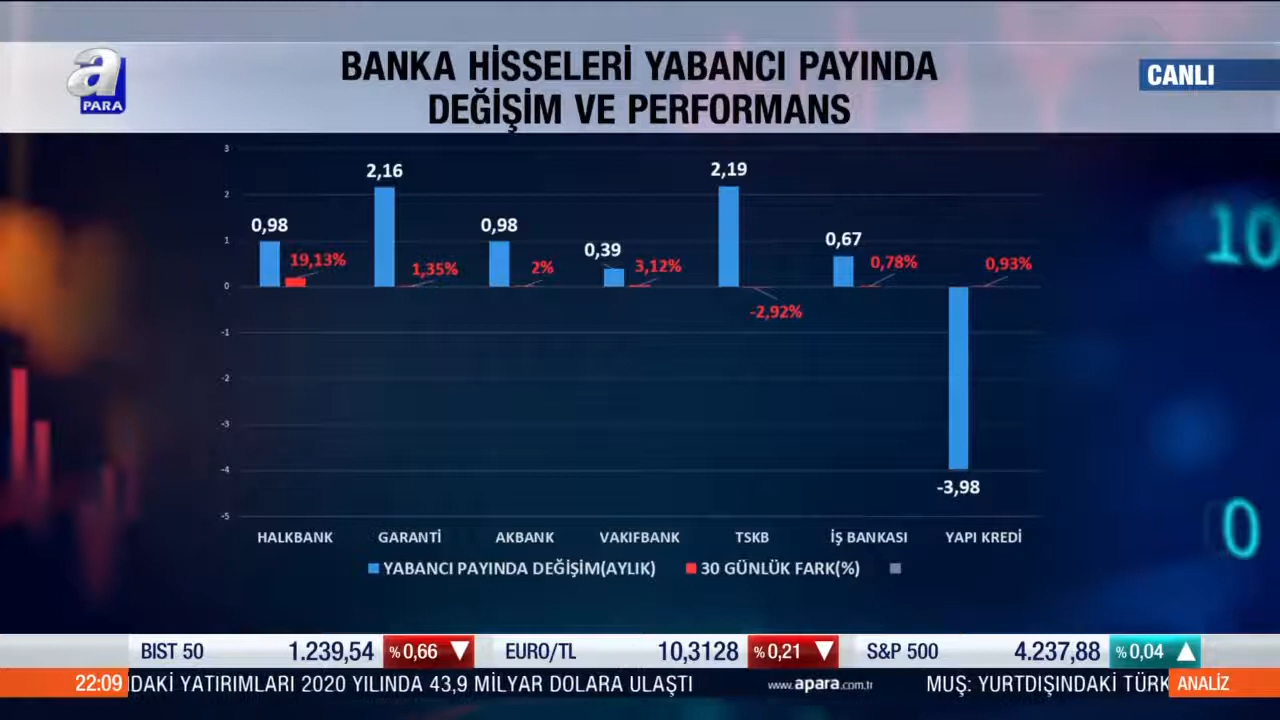 a
PARA
BANKA HİSSELERİ YABANCI PAYINDA
DEĞİŞİM VE PERFORMANS
CANLI
3
2
1
0
-1
-2
-3
-4
-5
0,98
19,13%
2,16
1,35%
0,98
2%
0,39
3,12%
2,19
-2,92%
0,67
0,78%
-3,98
0,93%
HALKBANK GARANTİ AKBANK VAKIFBANK TSKB İŞ BANKASI YAPI KREDİ
YABANCI PAYINDA DEĞİŞİM(AYLIK) 30 GÜNLÜK FARK(%)
10
0
BIST 50 1.239,54 %0,66 ▼ EURO/TL 10,3128 %0,21 ▼ S&P 500 4.237,88 %0,04 ▲
22:09 İDAKİ YATIRIMLARI 2020 YILINDA 43,9 MİLYAR DOLARA ULAŞTI www.apara.com.tr MUŞ: YURTDIŞINDAKİ TÜRK ANALİZ